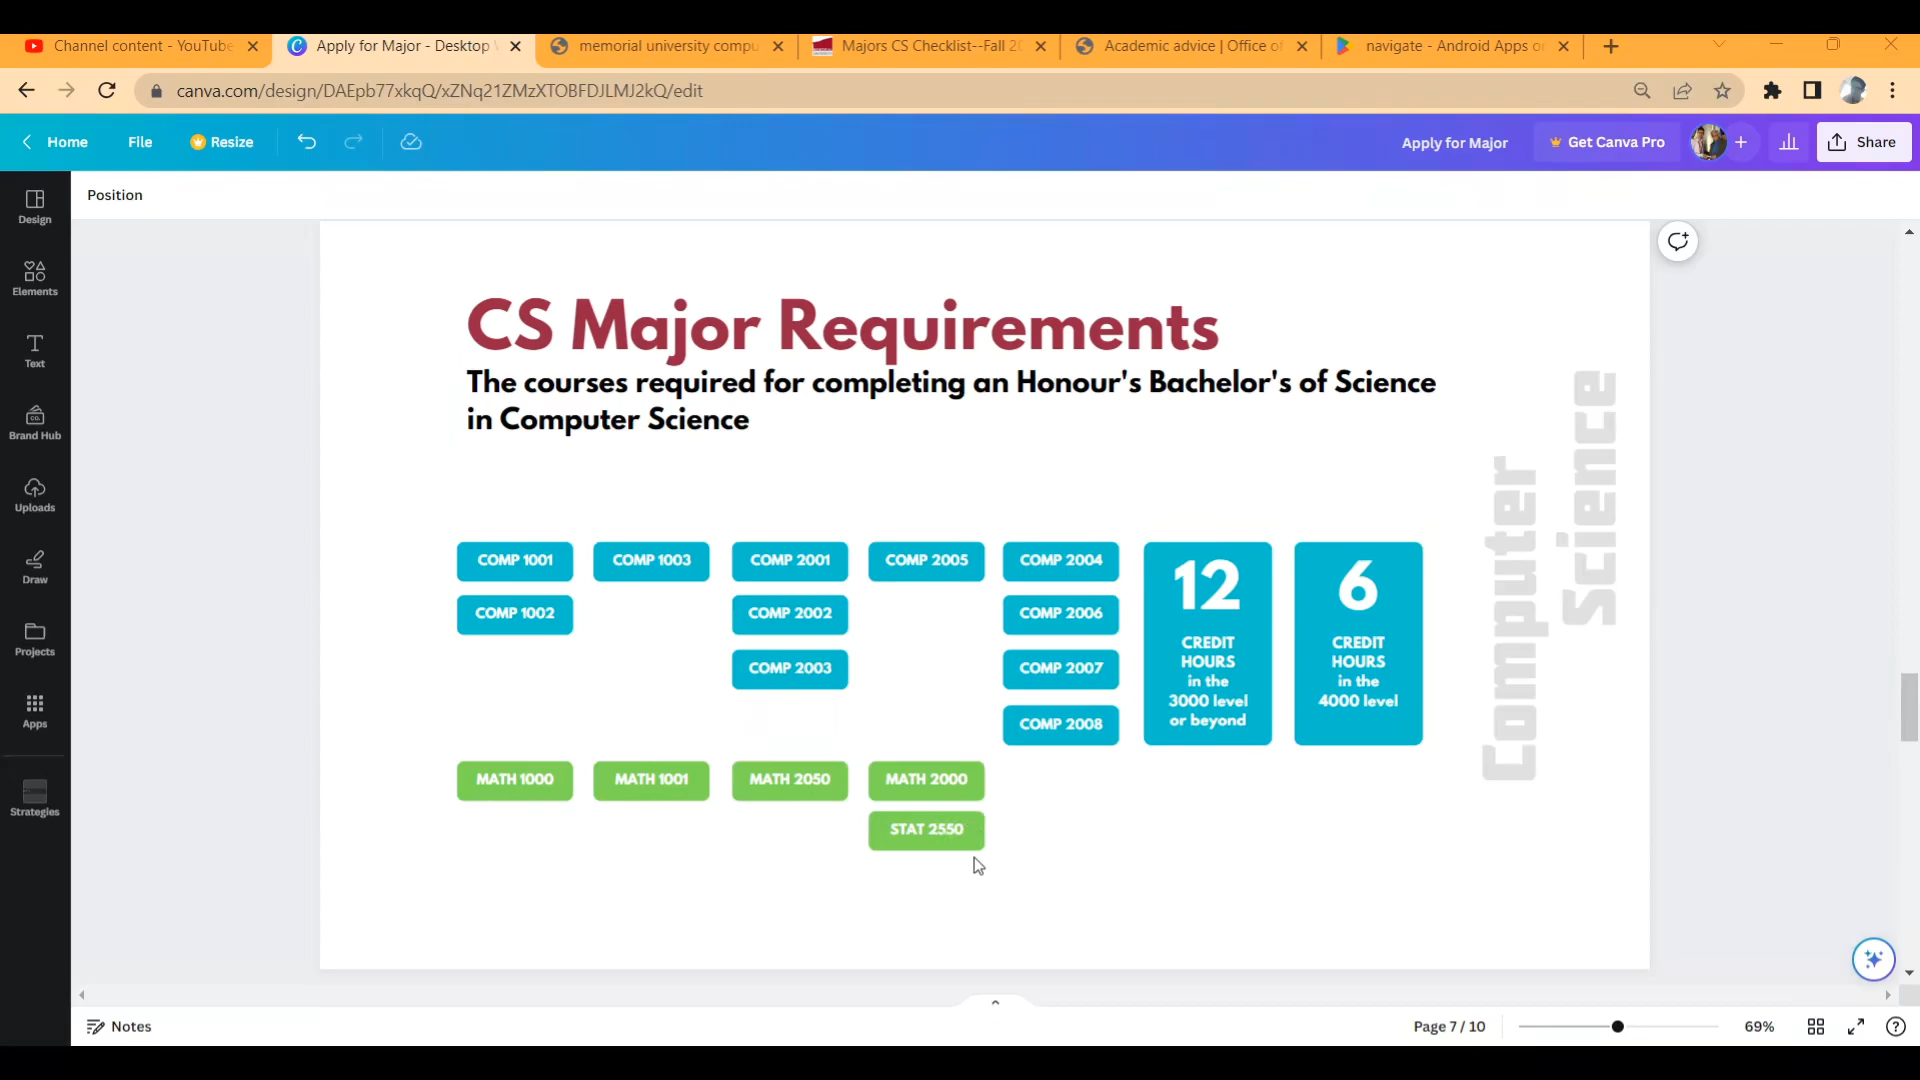 Channel content - YouTube
Apply for Major - Desktop
memorial university compu
Majors CS Checklist--Fall 20
Academic advice | Office of
navigate - Android Apps on
canva.com/design/DAEpb77xkqQ/xZNq21ZMzXTOBFDJLMJ2kQ/edit
Home
File
Resize
Apply for Major
Get Canva Pro
Share
Position
Design
Elements
Text
Brand Hub
Uploads
Draw
Projects
Apps
Strategies
CS Major Requirements
The courses required for completing an Honour's Bachelor's of Science
in Computer Science
COMP 1001
COMP 1003
COMP 2001
COMP 2005
COMP 2004
COMP 1002
COMP 2002
COMP 2006
COMP 2003
COMP 2007
COMP 2008
12
CREDIT
HOURS
in the
3000 level
or beyond
6
CREDIT
HOURS
in the
4000 level
MATH 1000
MATH 1001
MATH 2050
MATH 2000
STAT 2550
Computer
Science
Notes
Page 7 / 10
69%